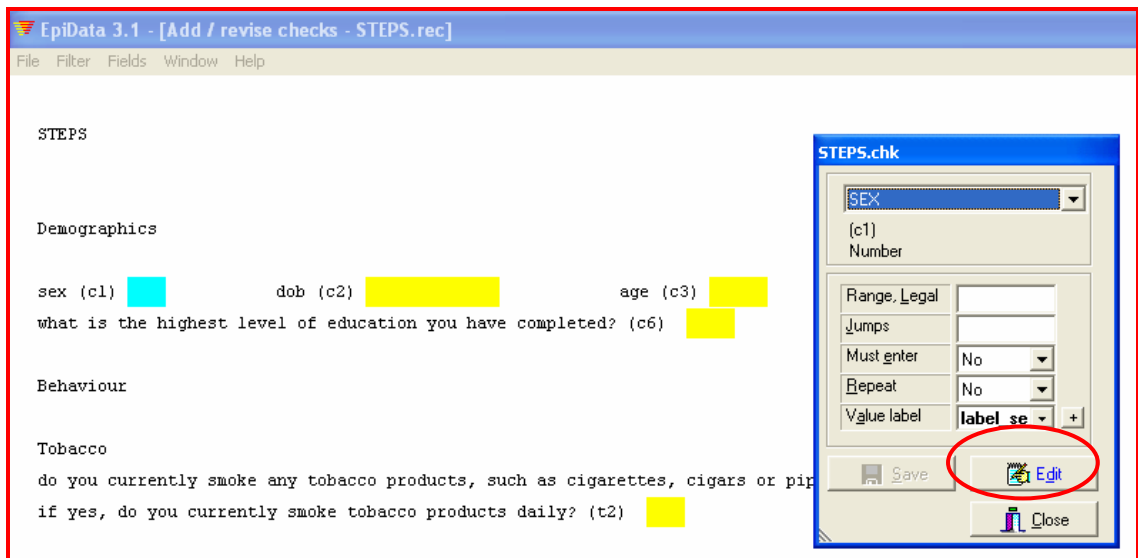 EpiData 3.1 - [Add / revise checks - STEPS.rec]
File Filter Fields Window Help
STEPS
STEPS.chk
SEX
(c1)
Number
Demographics
sex (c1) dob (c2) age (c3)
what is the highest level of education you have completed? (c6)
Range, Legal
Jumps
Must enter No
Repeat No
Value label label_se +
Behaviour
Tobacco
do you currently smoke any tobacco products, such as cigarettes, cigars or pip
if yes, do you currently smoke tobacco products daily? (t2)
Save Edit
Close